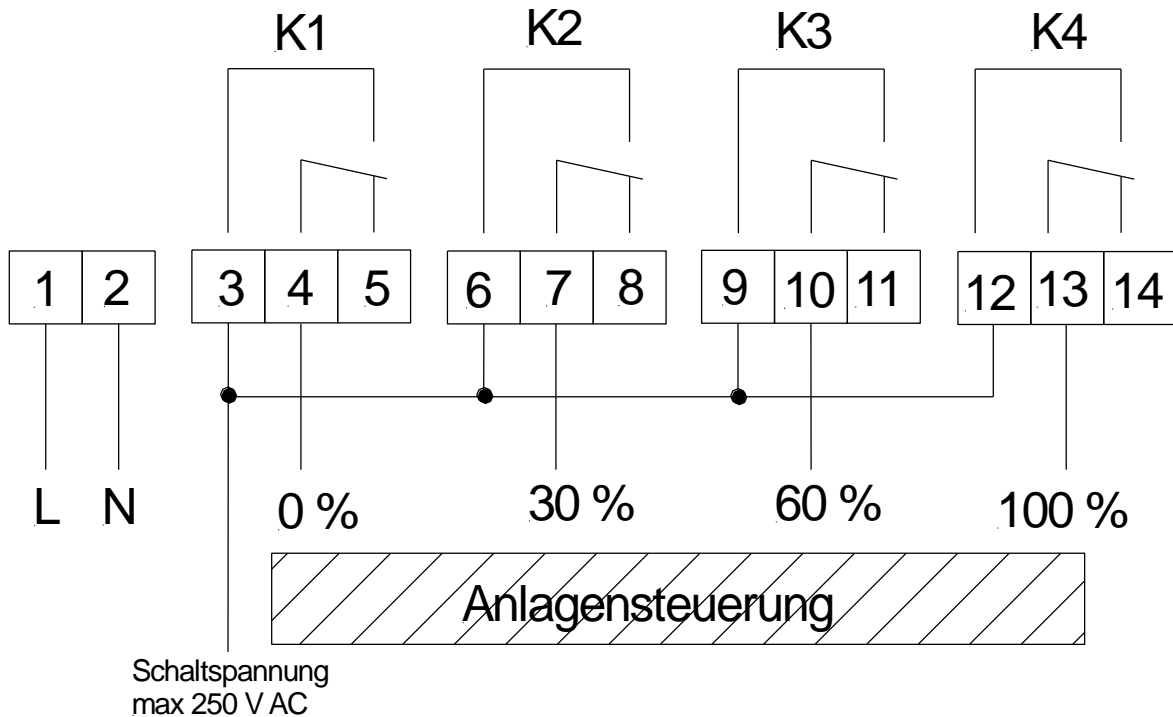 K1 K2 K3 K4
1 2 3 4 5 6 7 8 9 10 11 12 13 14
L N 0 % 30 % 60 % 100 %
Anlagensteuerung
Schaltspannung
max 250 V AC